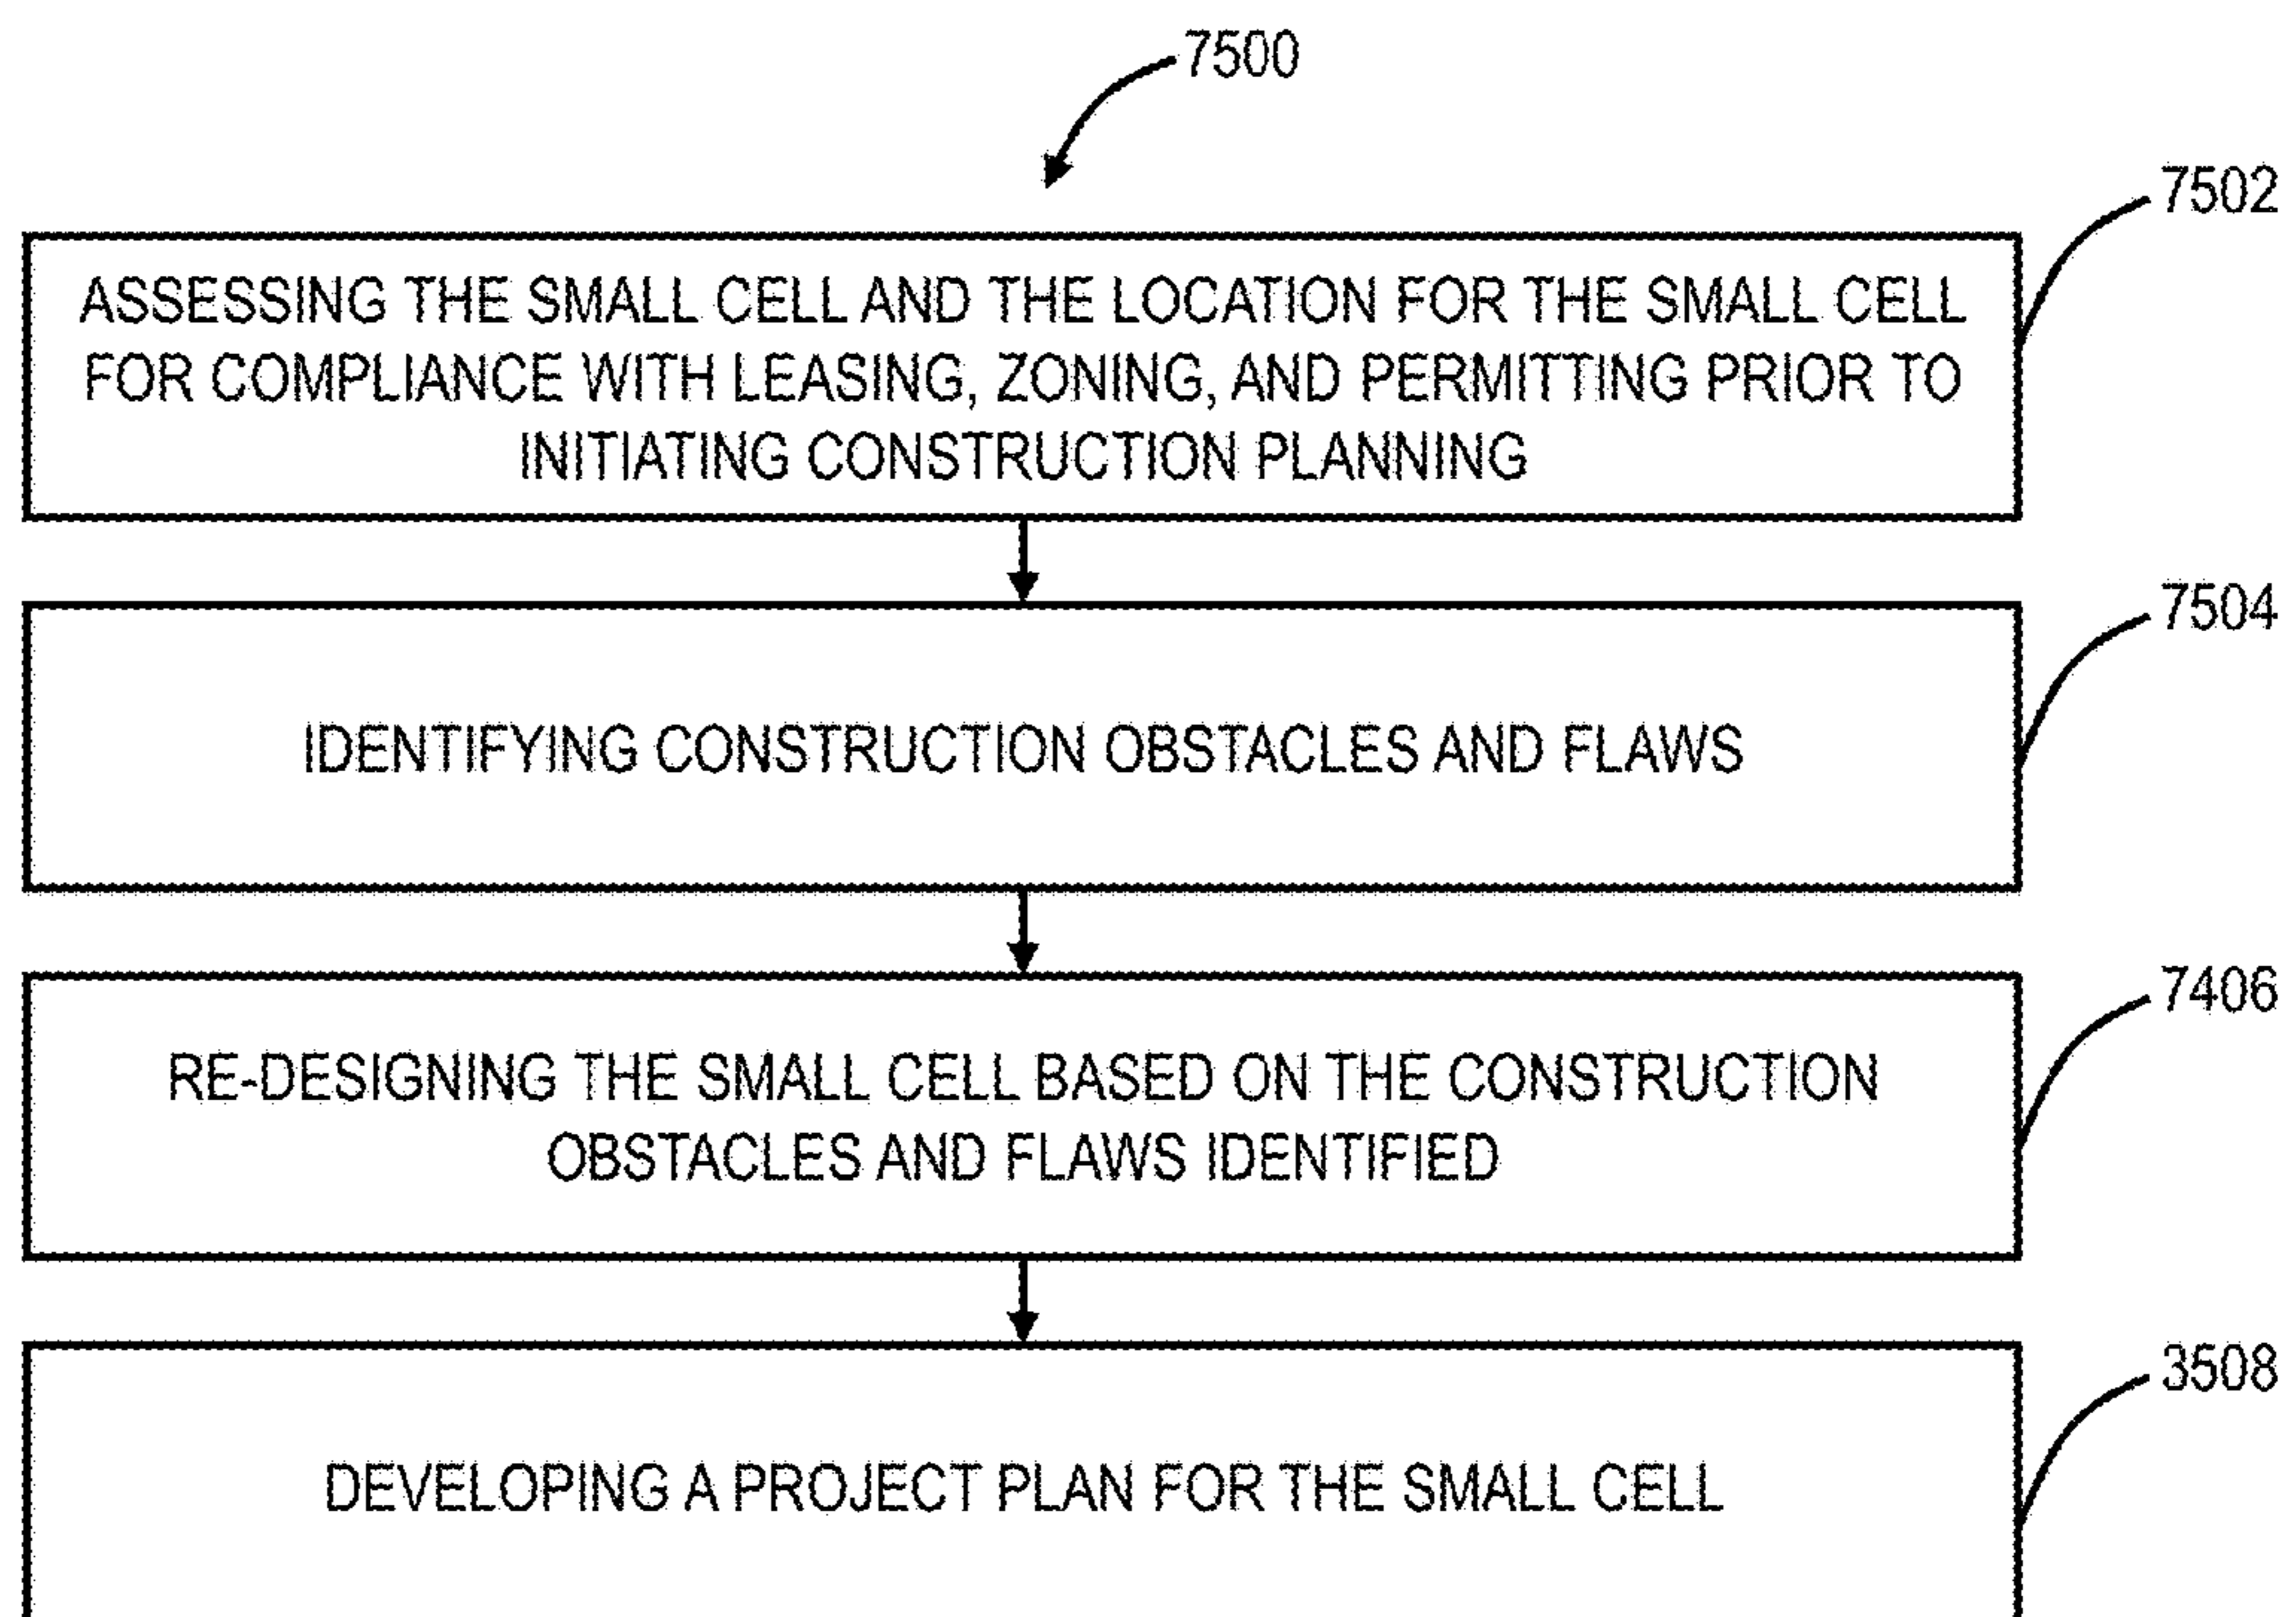 7500
7502
ASSESSING THE SMALL CELL AND THE LOCATION FOR THE SMALL CELL
FOR COMPLIANCE WITH LEASING, ZONING, AND PERMITTING PRIOR TO
INITIATING CONSTRUCTION PLANNING
7504
IDENTIFYING CONSTRUCTION OBSTACLES AND FLAWS
7406
RE-DESIGNING THE SMALL CELL BASED ON THE CONSTRUCTION
OBSTACLES AND FLAWS IDENTIFIED
3508
DEVELOPING A PROJECT PLAN FOR THE SMALL CELL